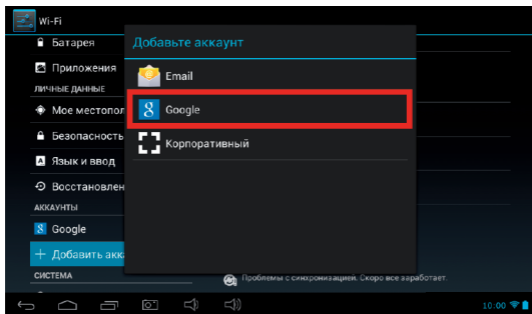 Wi-Fi
Батарея
Приложения
ЛИЧНЫЕ ДАННЫЕ
Мое местопол
Безопасность
Язык и ввод
Восстановлен
АККАУНТЫ
Google
Добавить акка
СИСТЕМА
Добавьте аккаунт
Email
Google
Корпоративный
Проблемы с синхронизацией. Скоро все заработает.
10:00